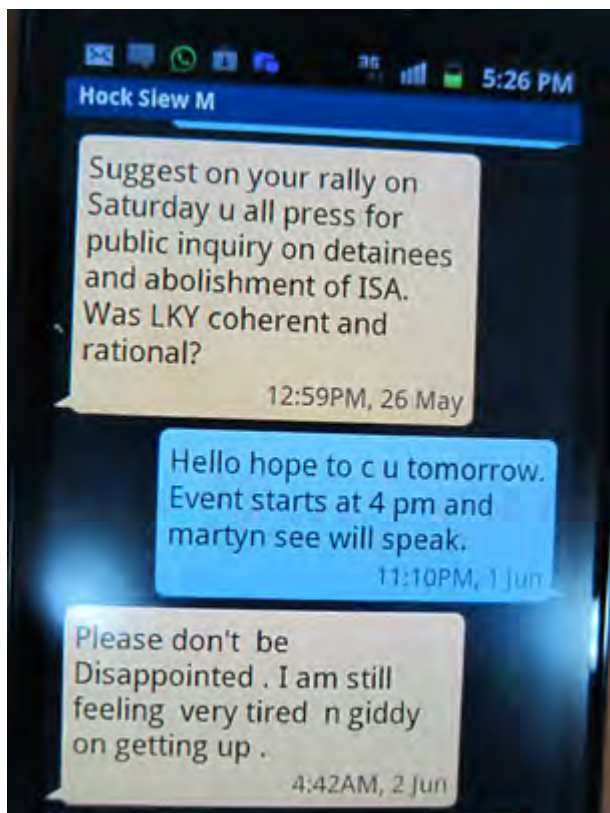 3G
5:26 PM
Hock Siew M
Suggest on your rally on
Saturday u all press for
public inquiry on detainees
and abolishment of ISA.
Was LKY coherent and
rational?
12:59PM, 26 May
Hello hope to c u tomorrow.
Event starts at 4 pm and
martyn see will speak.
11:10PM, 1 Jun
Please don't be
Disappointed . I am still
feeling very tired n giddy
on getting up .
4:42AM, 2 Jun